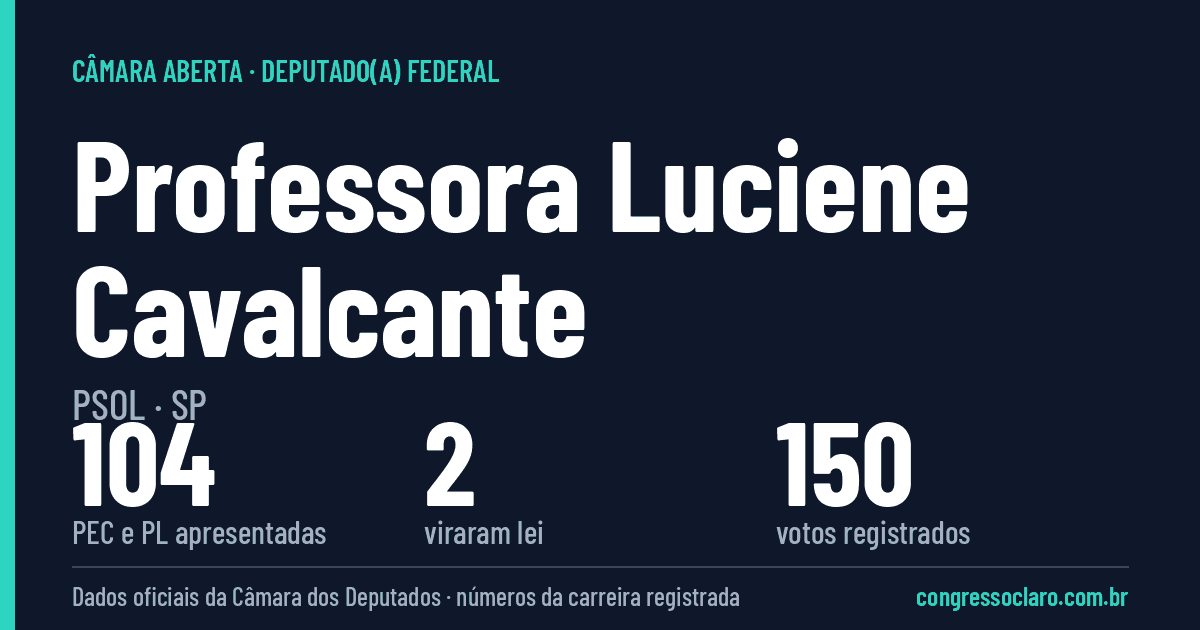 CÂMARA ABERTA · DEPUTADO(A) FEDERAL
Professora Luciene
Cavalcante
PSOL · SP
104 2 150
PEC e PL apresentadas viraram lei votos registrados
Dados oficiais da Câmara dos Deputados · números da carreira registrada congressoclaro.com.br